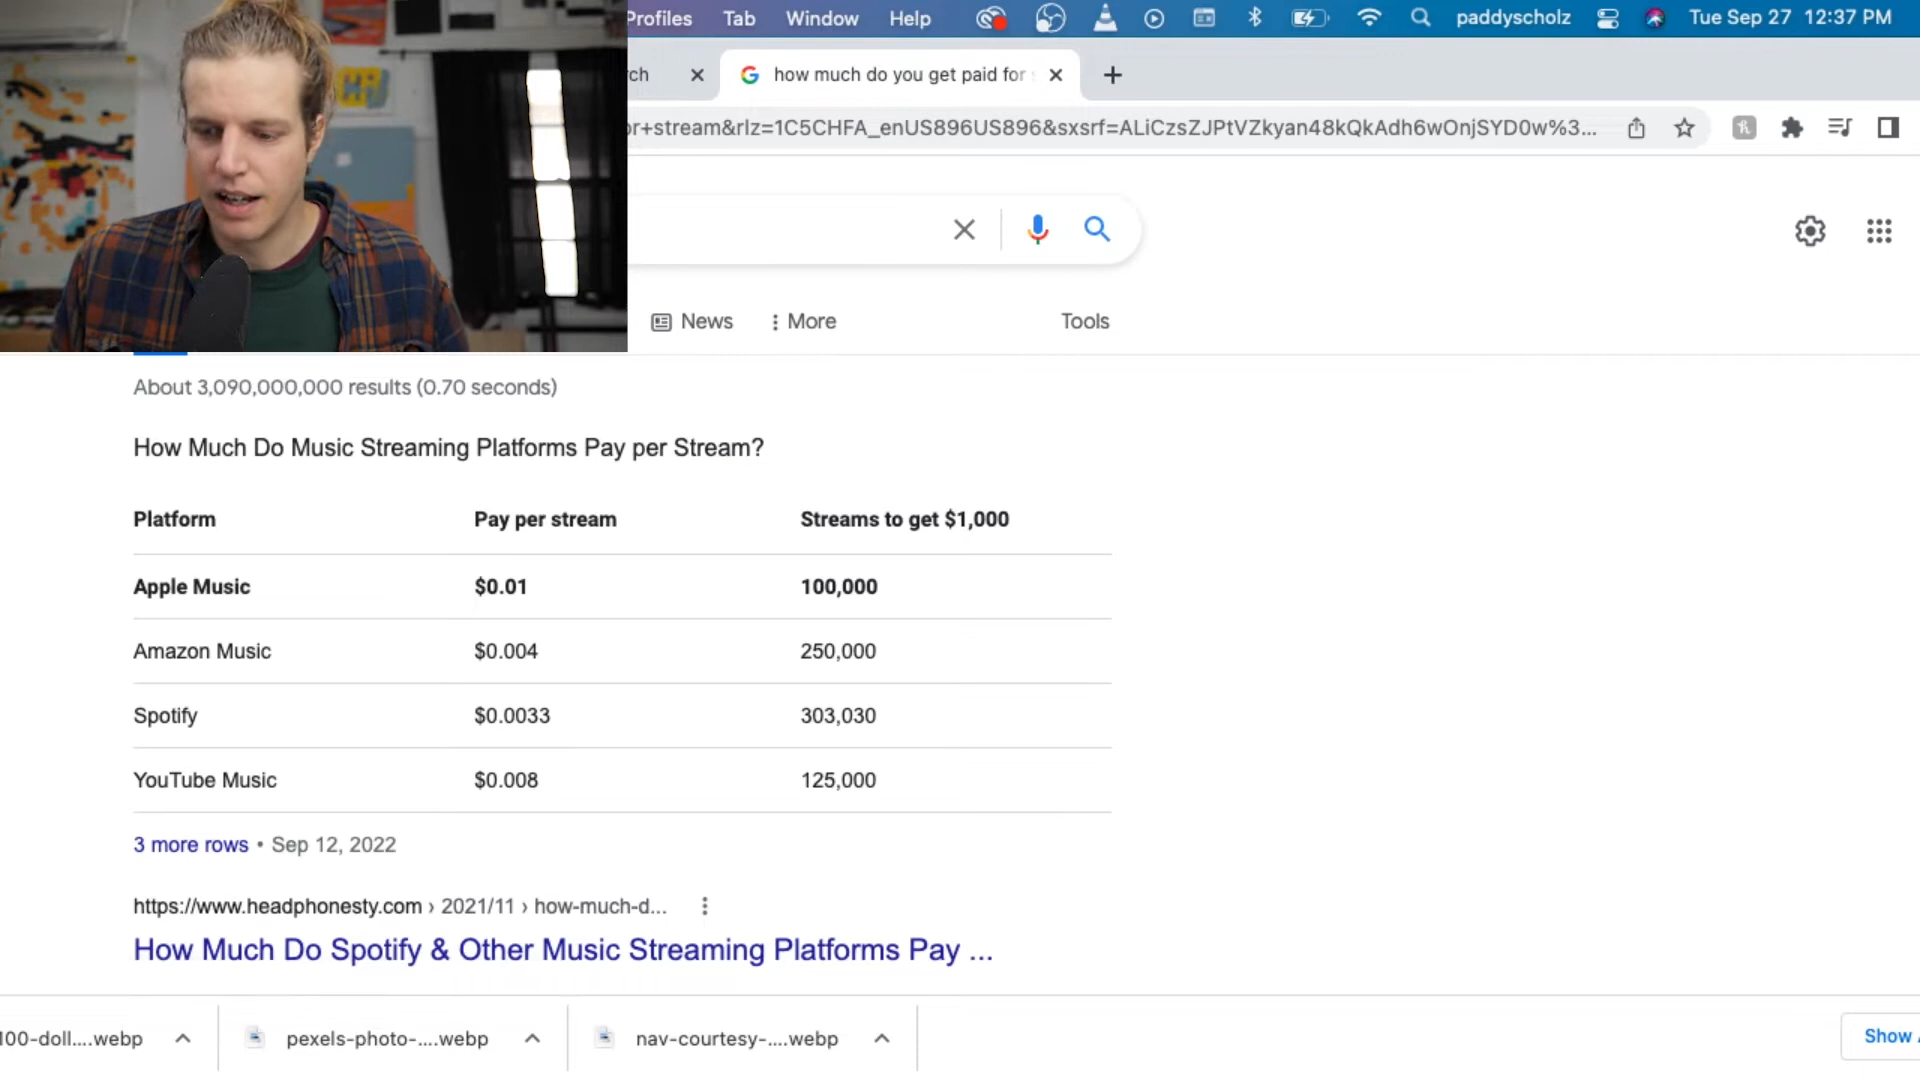 Profiles Tab Window Help paddyscholz Tue Sep 27 12:37 PM
rch how much do you get paid for
or+stream&rlz=1C5CHFA_enUS896US896&sxsrf=ALiCzsZJPtVZkyan48kQkAdh6wOnjSYD0w%3...
News More Tools
About 3,090,000,000 results (0.70 seconds)
How Much Do Music Streaming Platforms Pay per Stream?
Platform Pay per stream Streams to get $1,000
Apple Music $0.01 100,000
Amazon Music $0.004 250,000
Spotify $0.0033 303,030
YouTube Music $0.008 125,000
3 more rows • Sep 12, 2022
https://www.headphonesty.com › 2021/11 › how-much-d...
How Much Do Spotify & Other Music Streaming Platforms Pay ...
100-doll....webp pexels-photo-....webp nav-courtesy-....webp Show